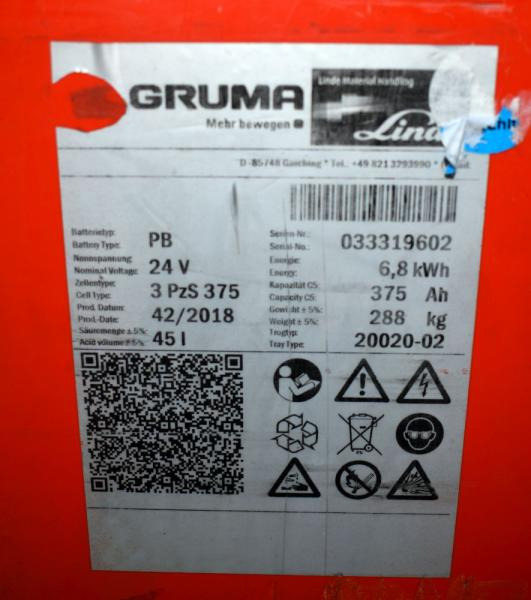 GRUMA
Mehr bewegen
Linde Material Handling
D-85748 Garching * Tel. +49 8213793990 *
Batterietyp:
Battery Type: PB
Nennspannung:
Nominal Voltage: 24 V
Zellentype:
Cell Type: 3 PzS 375
Prod. Datum:
Prod.-Date: 42/2018
Säuremenge ± 5%:
Acid volume ± 5%: 45 l
Serien-Nr.:
Serial-No.: 033319602
Energie:
Energy: 6,8 kWh
Kapazität C5:
Capacity C5: 375 Ah
Gewicht ± 5%:
Weight ± 5%: 288 kg
Trogtyp:
Tray Type: 20020-02